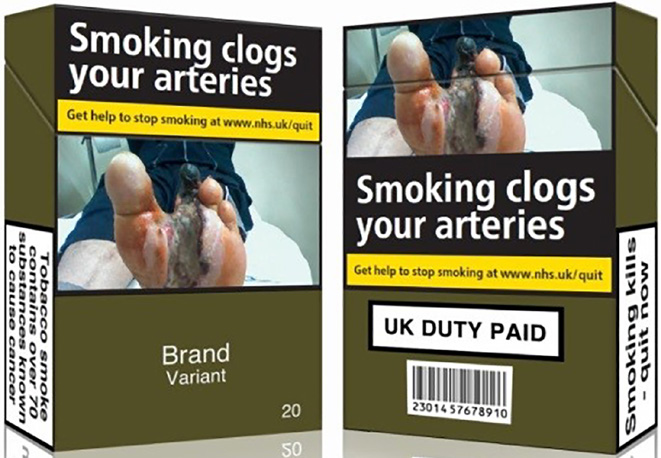 Smoking clogs
your arteries
Get help to stop smoking at www.nhs.uk/quit
Tobacco smoke
contains over 70
substances known
to cause cancer
Brand
Variant
20
20
Smoking clogs
your arteries
Get help to stop smoking at www.nhs.uk/quit
UK DUTY PAID
2301457678910
Smoking kills
- quit now